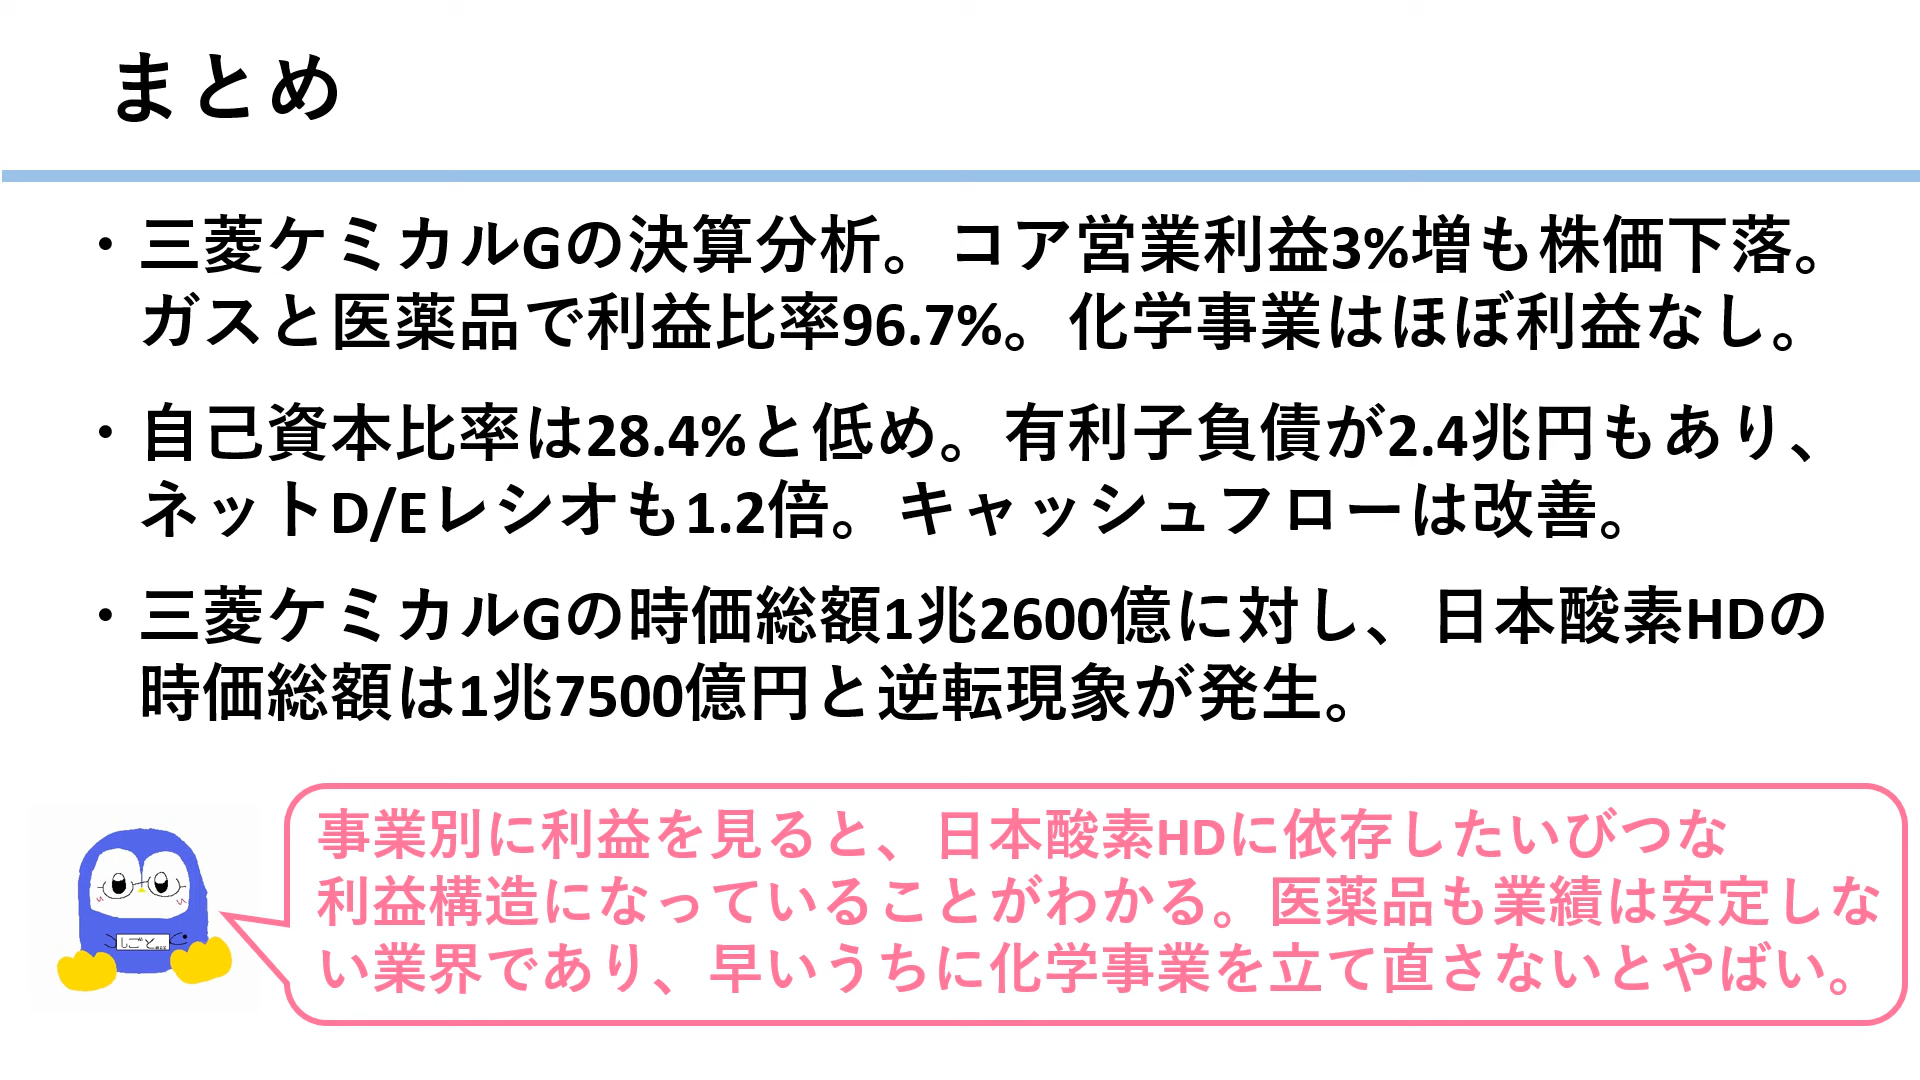 まとめ
・三菱ケミカルGの決算分析。コア営業利益3%増も株価下落。
ガスと医薬品で利益比率96.7%。化学事業はほぼ利益なし。
・自己資本比率は28.4%と低め。有利子負債が2.4兆円もあり、
ネットD/Eレシオも1.2倍。キャッシュフローは改善。
・三菱ケミカルGの時価総額1兆2600億に対し、日本酸素HDの
時価総額は1兆7500億円と逆転現象が発生。
事業別に利益を見ると、日本酸素HDに依存したいびつな
利益構造になっていることがわかる。医薬品も業績は安定しな
い業界であり、早いうちに化学事業を立て直さないとやばい。
しごと